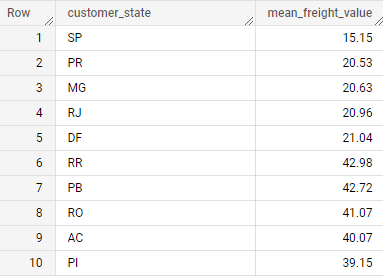 Row customer_state mean_freight_value
1 SP 15.15
2 PR 20.53
3 MG 20.63
4 RJ 20.96
5 DF 21.04
6 RR 42.98
7 PB 42.72
8 RO 41.07
9 AC 40.07
10 PI 39.15